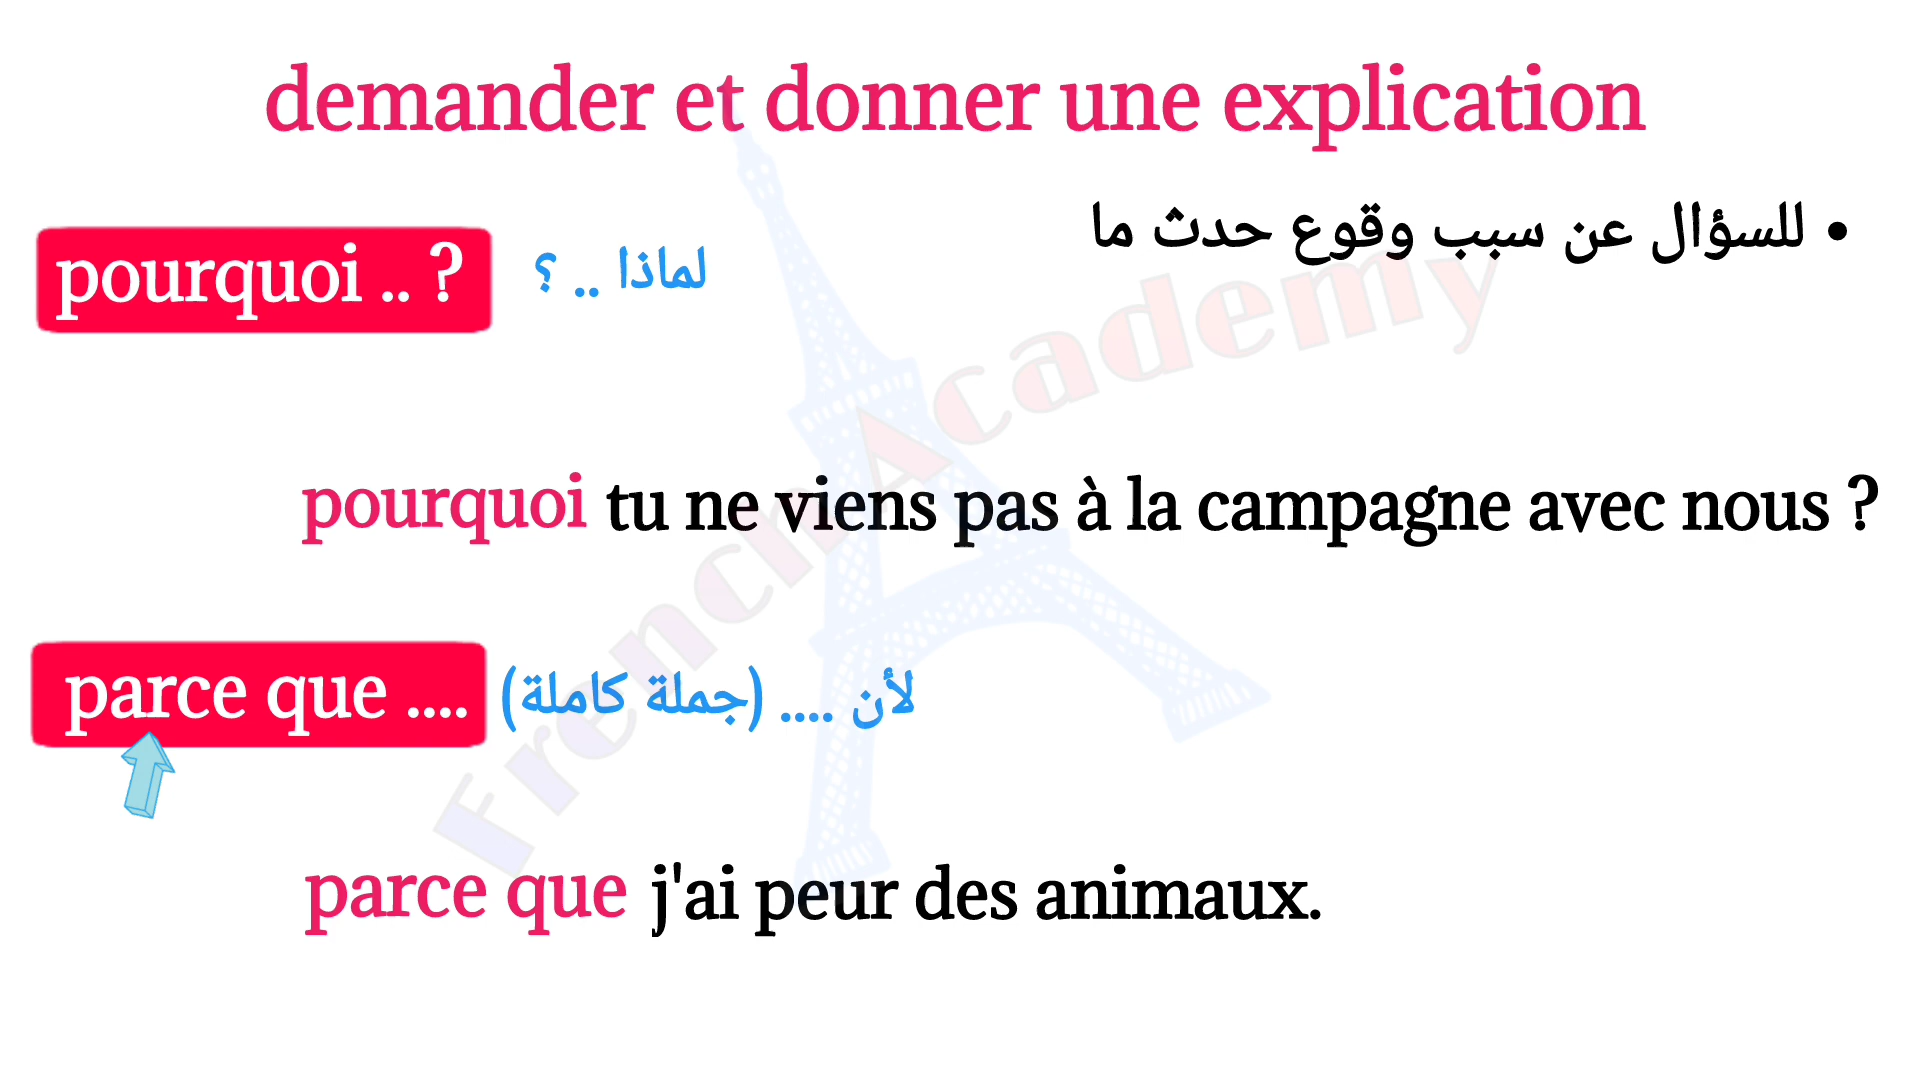 demander et donner une explication
• للسؤال عن سبب وقوع حدث ما
pourquoi .. ? لماذا .. ؟
pourquoi tu ne viens pas à la campagne avec nous ?
parce que .... لأن .... (جملة كاملة)
parce que j'ai peur des animaux.
French Academy